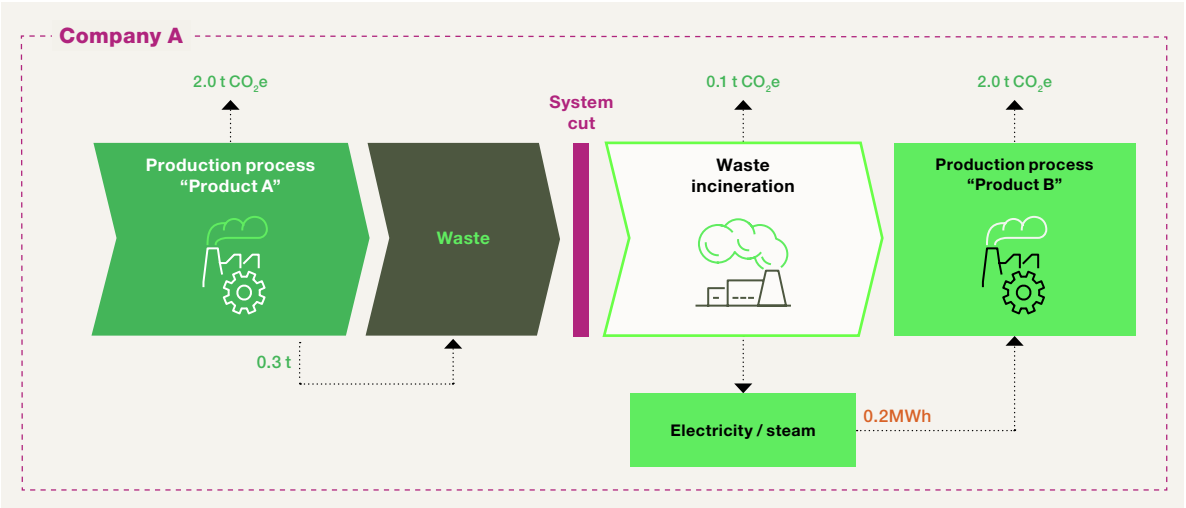 Company A
2.0 t CO₂e
0.1 t CO₂e
2.0 t CO₂e
System
cut
Production process
“Product A”
Waste
Waste
incineration
Production process
“Product B”
0.3 t
Electricity / steam
0.2MWh